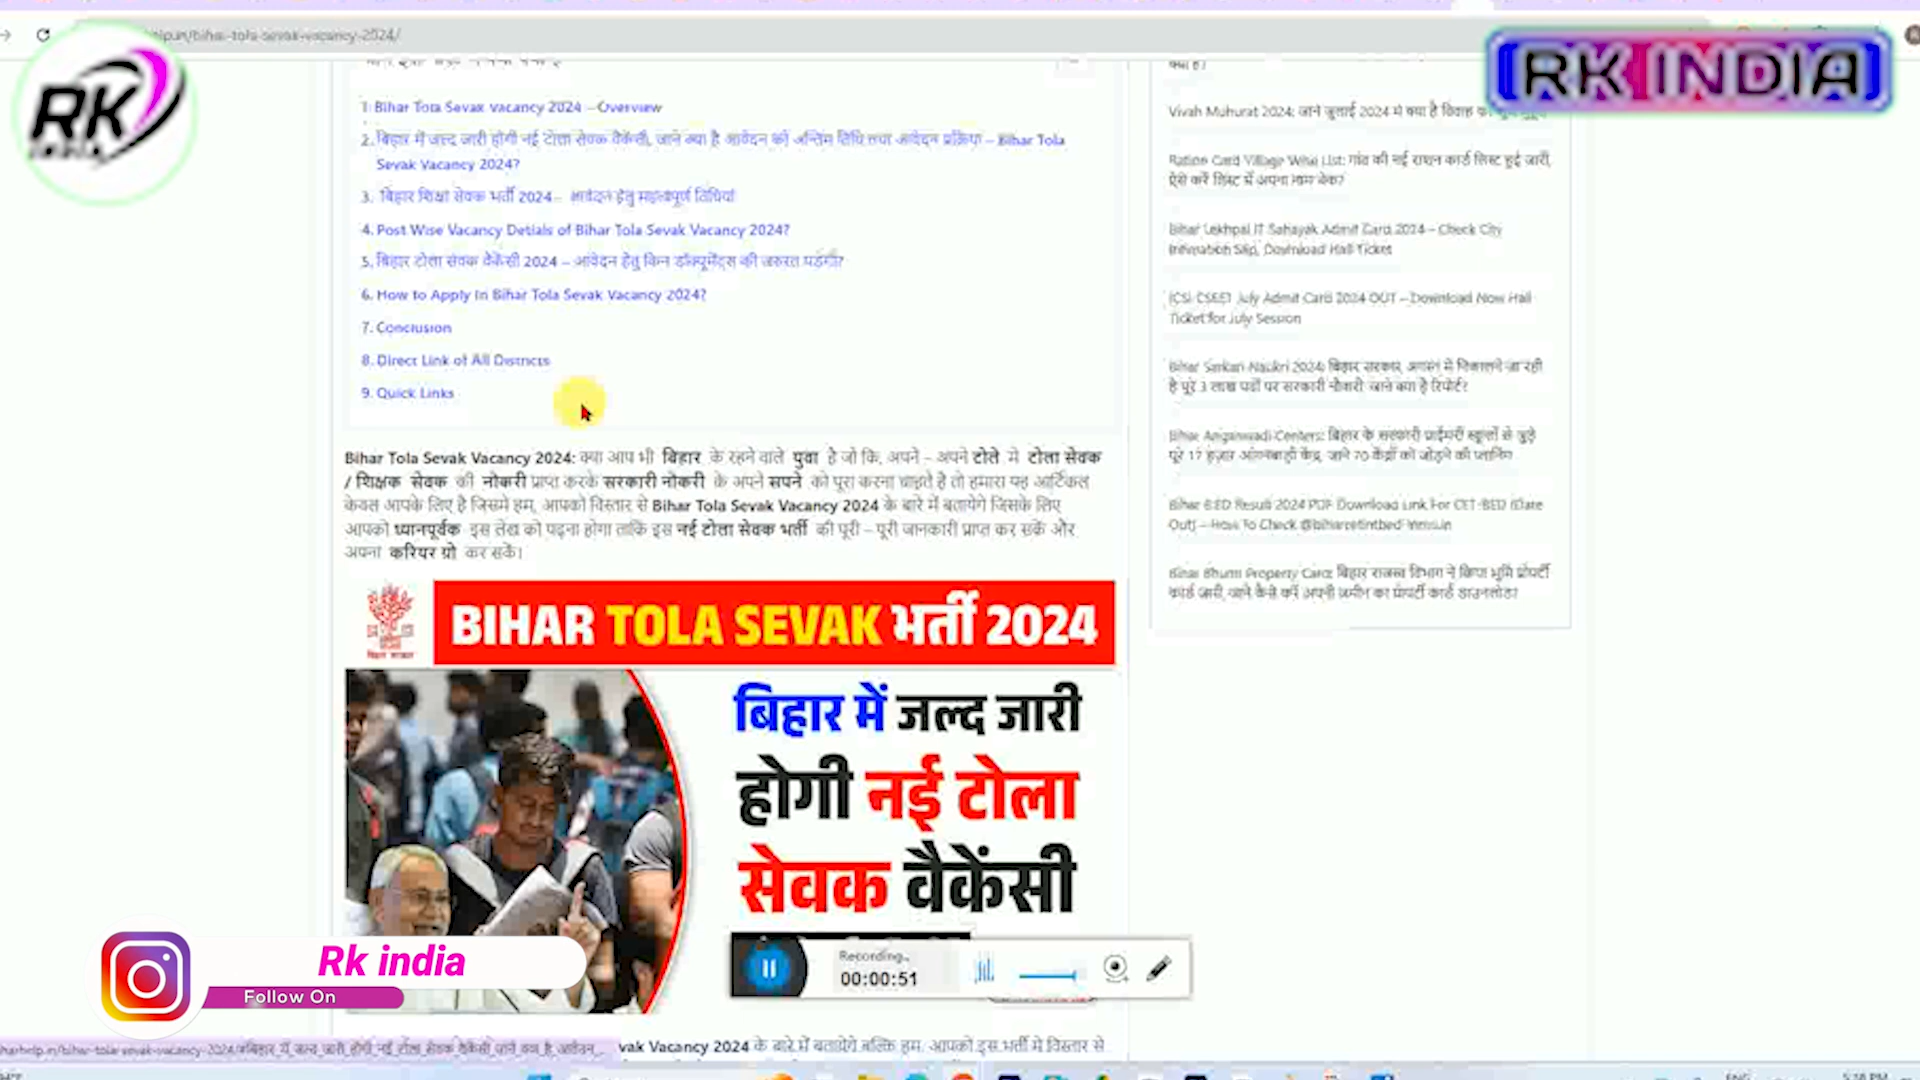 /bihar-tola-sevak-vacancy-2024/
RK INDIA
RK
INDIA
1. Bihar Tola Sevak Vacancy 2024 – Overview
2. बिहार में जल्द जारी होगी नई टोला सेवक वैकेंसी, जाने क्या है आवेदन की अन्तिम तिथि तथा आवेदन प्रक्रिया – Bihar Tola
Sevak Vacancy 2024?
3. बिहार शिक्षा सेवक भर्ती 2024 – आवेदन हेतु महत्वपूर्ण तिथियां
4. Post Wise Vacancy Detials of Bihar Tola Sevak Vacancy 2024?
5. बिहार टोला सेवक वैकेंसी 2024 – आवेदन हेतु किन डॉक्यूमेंट्स की जरुरत पडेगी?
6. How to Apply In Bihar Tola Sevak Vacancy 2024?
7. Conclusion
8. Direct Link of All Districts
9. Quick Links
Bihar Tola Sevak Vacancy 2024: क्या आप भी बिहार के रहने वाले युवा है जो कि, अपने – अपने टोले मे टोला सेवक
/ शिक्षक सेवक की नौकरी प्राप्त करके सरकारी नौकरी के अपने सपने को पूरा करना चाहते है तो हमारा यह आर्टिकल
केवल आपके लिए है जिसमे हम, आपको विस्तार से Bihar Tola Sevak Vacancy 2024 के बारे में बतायेगे जिसके लिए
आपको ध्यानपूर्वक इस लेख को पढ़ना होगा ताकि इस नई टोला सेवक भर्ती की पूरी – पूरी जानकारी प्राप्त कर सकें और
अपना करियर ग्रो कर सकें।
BIHAR TOLA SEVAK भर्ती 2024
बिहार में जल्द जारी
होगी नई टोला
सेवक वैकेंसी
Recording...
00:00:51
Rk india
Follow On
vak Vacancy 2024 के बारे में बतायेगे बल्कि हम, आपको इस भर्ती मे विस्तार से
क्या है?
Vivah Muhurat 2024: जाने जुलाई 2024 मे क्या है विवाह का
Ration Card Village Wise List: गांव की नई राशन कार्ड लिस्ट हुई जारी,
ऐसे करें लिस्ट में अपना नाम चेक?
Bihar Lekhpal IT Sahayak Admit Card 2024 – Check City
Intimation Slip, Download Hall Ticket
ICSI CSEET July Admit Card 2024 OUT – Download Now Hall
Ticket for July Session
Bihar Sarkari Naukri 2024: बिहार सरकार, अगस्त में निकालने जा रही
है पूरे 3 लाख पदों पर सरकारी नौकरी जाने क्या है रिपोर्ट?
Bihar Anganwadi Centers: बिहार के सरकारी प्राईमरी स्कूलों से जुड़ेगे
पूरे 17 हजार आंगनबाड़ी केंद्र, जाने 70 केंद्रों को जोड़ने की प्लानिंग
Bihar B.ED Result 2024 PDF Download Link For CET-BED (Date
Out) – How To Check
Bihar Bhumi Property Card: बिहार राजस्व विभाग ने किया भूमि प्रोपर्टी
कार्ड जारी, जाने कैसे करें अपनी जमीन का प्रोपर्टी कार्ड डाउनलोड?